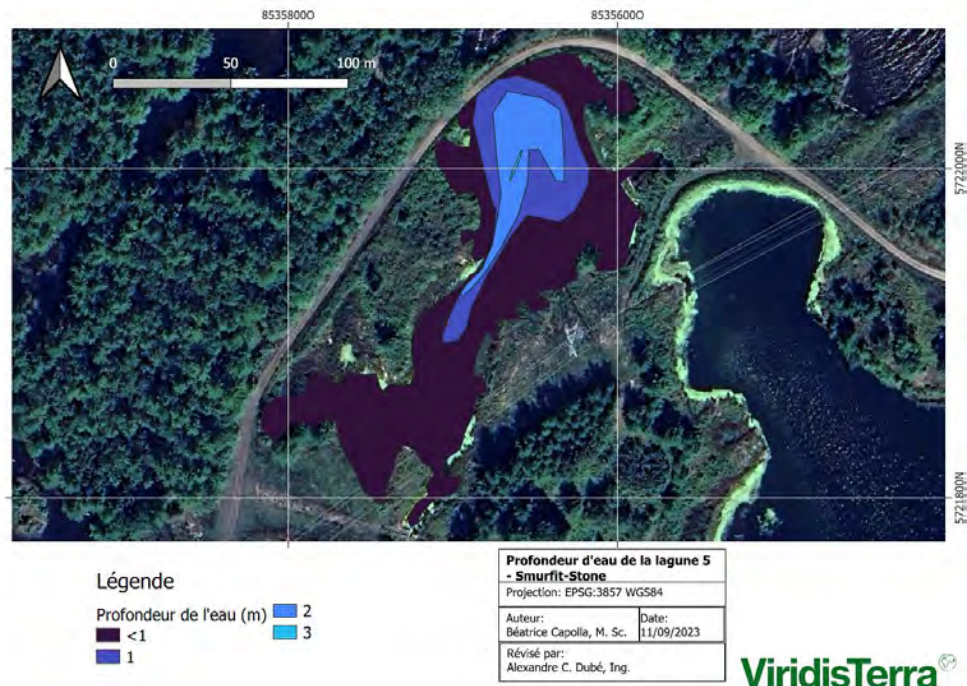 85358000
85356000
0 50 100 m
5722000N
5721800N
Légende
Profondeur de l'eau (m)
<1
1
2
3
Profondeur d'eau de la lagune 5
- Smurfit-Stone
Projection: EPSG:3857 WGS84
Auteur:
Béatrice Capolla, M. Sc.
Date:
11/09/2023
Révisé par:
Alexandre C. Dubé, Ing.
ViridisTerra